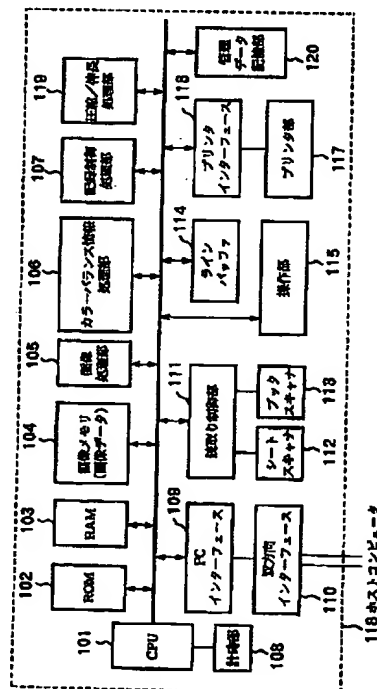 101
CPU
計時部
108
102
ROM
103
RAM
104
画像メモリ
(画像データ)
105
画像
処理部
106
カラーバランス情報
処理部
107
記録制御
処理部
119
圧縮/伸長
処理部
109
PC
インターフェース
双方向
インターフェース
110
111
読取り制御部
シート
スキャナ
112
ブック
スキャナ
113
114
ライン
バッファ
操作部
115
118
プリンタ
インターフェース
プリンタ部
117
管理
データ
記憶部
120
118 ホストコンピュータ